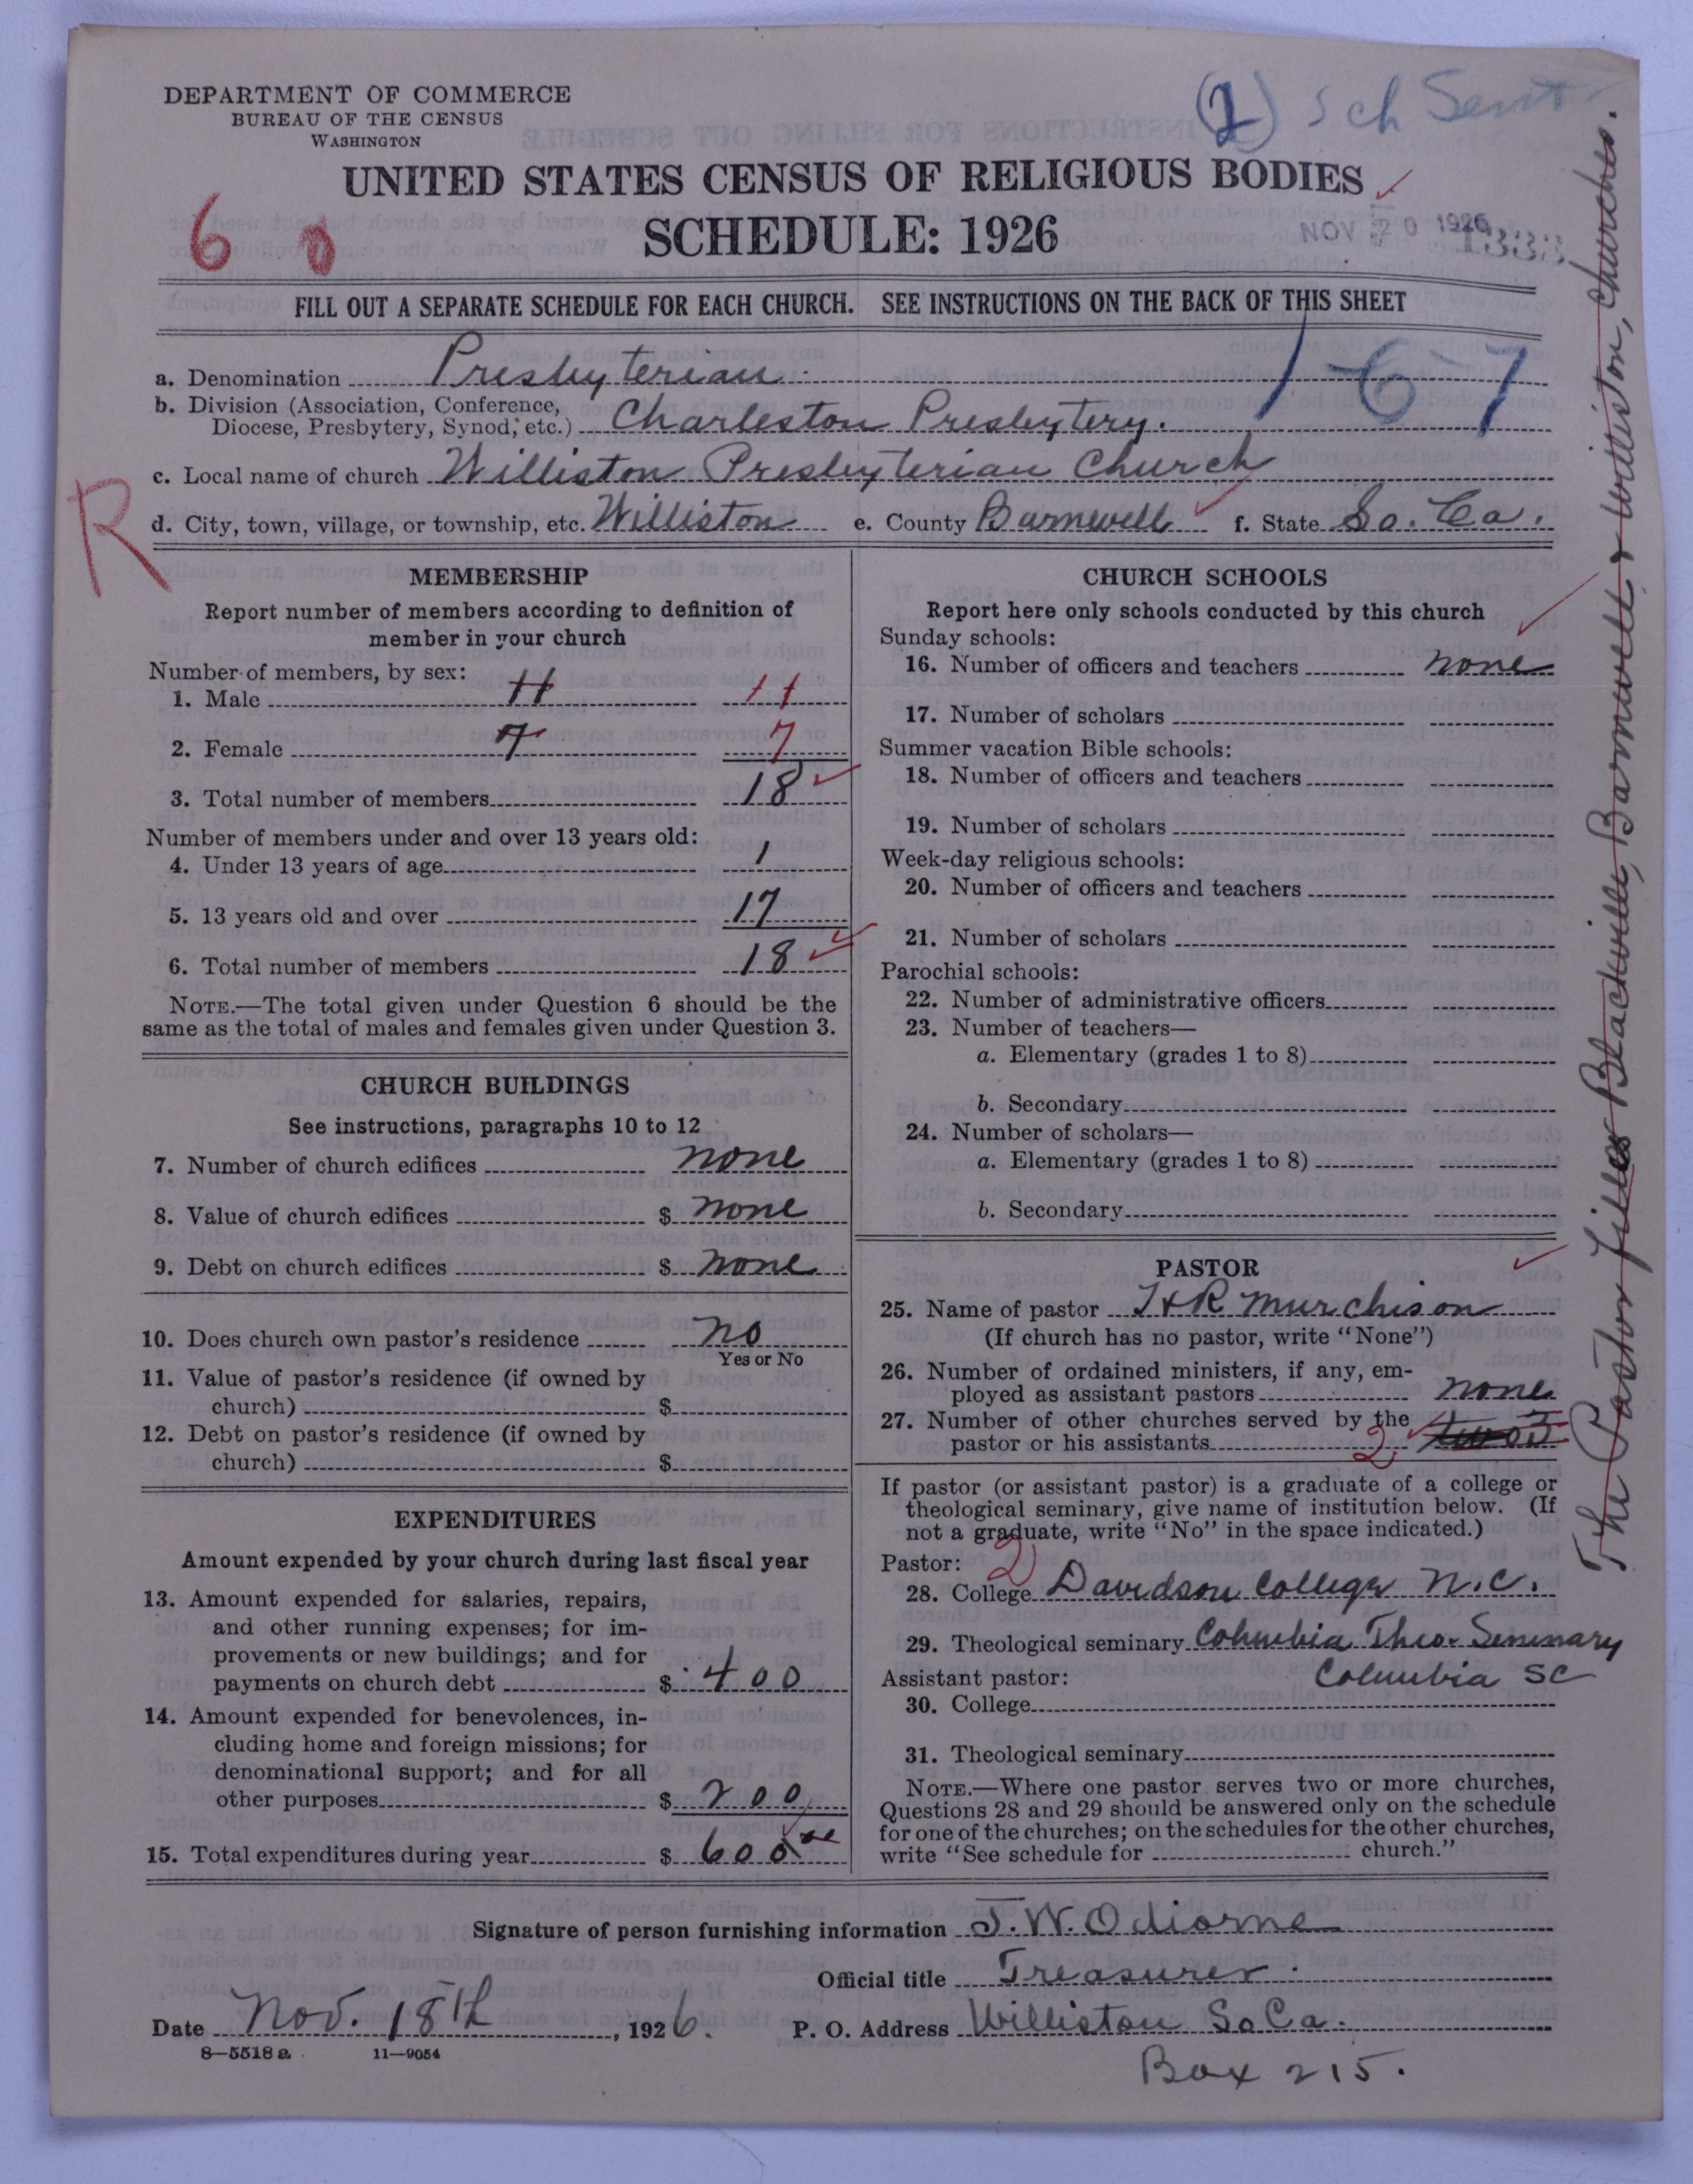 DEPARTMENT OF COMMERCE
BUREAU OF THE CENSUS
WASHINGTON
(2) Sch Sent
UNITED STATES CENSUS OF RELIGIOUS BODIES
SCHEDULE: 1926
6 0
NOV 20 1926
FILL OUT A SEPARATE SCHEDULE FOR EACH CHURCH. SEE INSTRUCTIONS ON THE BACK OF THIS SHEET
1-6-7
a. Denomination Presbyterian
b. Division (Association, Conference,
Diocese, Presbytery, Synod, etc.) Charleston Presbytery.
c. Local name of church Williston Presbyterian Church
R
d. City, town, village, or township, etc. Williston e. County Barnwell f. State So. Ca.
MEMBERSHIP
Report number of members according to definition of
member in your church
Number of members, by sex:
1. Male 11 11
2. Female 7 7
3. Total number of members 18
Number of members under and over 13 years old:
4. Under 13 years of age 1
5. 13 years old and over 17
6. Total number of members 18
NOTE.—The total given under Question 6 should be the
same as the total of males and females given under Question 3.
CHURCH BUILDINGS
See instructions, paragraphs 10 to 12
7. Number of church edifices none
8. Value of church edifices $ none
9. Debt on church edifices $ none
10. Does church own pastor's residence no
Yes or No
11. Value of pastor's residence (if owned by
church) $
12. Debt on pastor's residence (if owned by
church) $
EXPENDITURES
Amount expended by your church during last fiscal year
13. Amount expended for salaries, repairs,
and other running expenses; for im-
provements or new buildings; and for
payments on church debt $ 400
14. Amount expended for benevolences, in-
cluding home and foreign missions; for
denominational support; and for all
other purposes $ 200
15. Total expenditures during year $ 600
CHURCH SCHOOLS
Report here only schools conducted by this church
Sunday schools:
16. Number of officers and teachers none
17. Number of scholars
Summer vacation Bible schools:
18. Number of officers and teachers
19. Number of scholars
Week-day religious schools:
20. Number of officers and teachers
21. Number of scholars
Parochial schools:
22. Number of administrative officers
23. Number of teachers—
a. Elementary (grades 1 to 8)
b. Secondary
24. Number of scholars—
a. Elementary (grades 1 to 8)
b. Secondary
PASTOR
25. Name of pastor Murchison
(If church has no pastor, write "None")
26. Number of ordained ministers, if any, em-
ployed as assistant pastors none
27. Number of other churches served by the
pastor or his assistants 2
If pastor (or assistant pastor) is a graduate of a college or
theological seminary, give name of institution below. (If
not a graduate, write "No" in the space indicated.)
Pastor: 2
28. College Davidson College N.C.
29. Theological seminary Columbia Theo. Seminary
Assistant pastor: Columbia SC
30. College
31. Theological seminary
NOTE.—Where one pastor serves two or more churches,
Questions 28 and 29 should be answered only on the schedule
for one of the churches; on the schedules for the other churches,
write "See schedule for church."
Signature of person furnishing information J. W. Odiorne
Official title Treasurer.
Date Nov. 18th, 1926. P. O. Address Williston So Ca.
8—5518 a 11—9054
Box 215.
The Pastor fills Blackville, Barnwell & Williston, Churches.